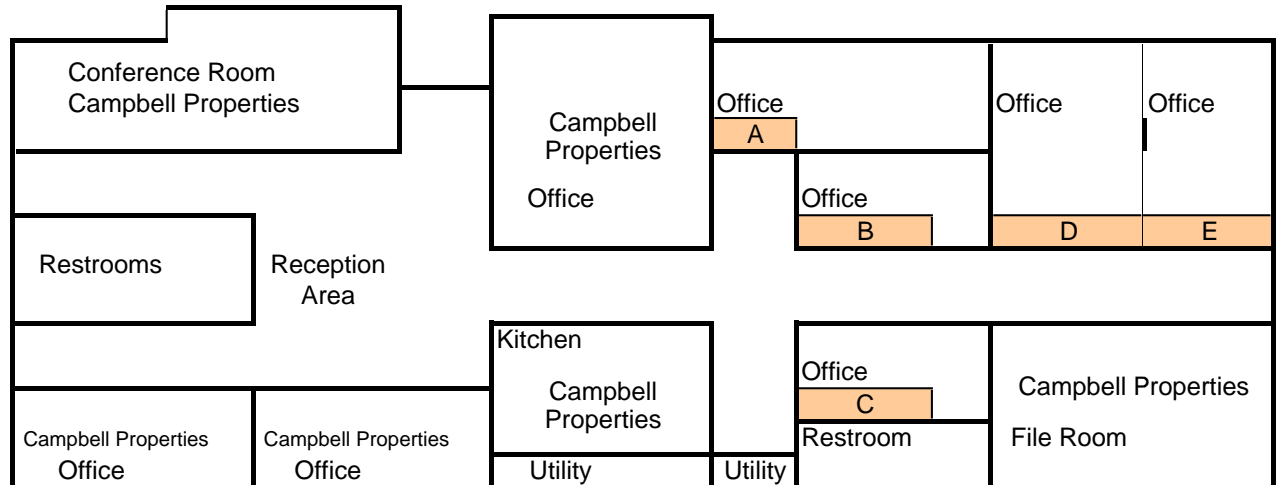 Conference Room
Campbell Properties
Campbell
Properties
Office
Office
A
Office
B
Office
D
Office
E
Restrooms
Reception
Area
Kitchen
Campbell
Properties
Office
C
Campbell Properties
File Room
Campbell Properties
Office
Campbell Properties
Office
Utility
Utility
Restroom